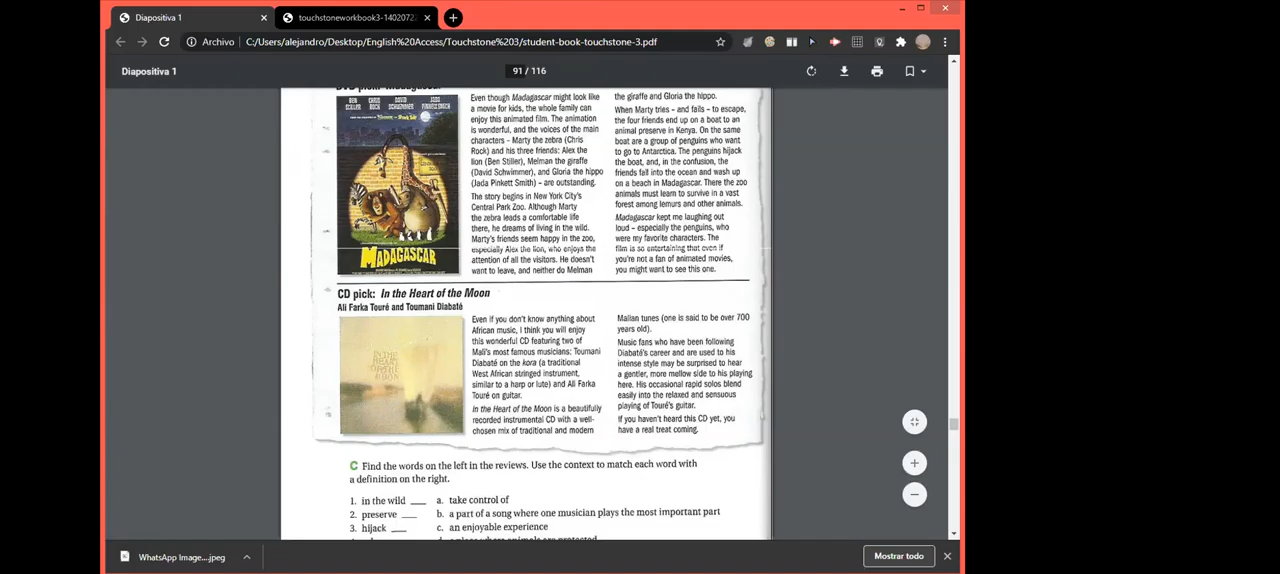 Diapositiva 1
touchstoneworkbook3-1402072
Archivo
C:/Users/alejandro/Desktop/English%20Access/Touchstone%203/student-book-touchstone-3.pdf
Diapositiva 1
91 / 116
DVD pick: Madagascar
BEN STILLER
CHRIS ROCK
DAVID SCHWIMMER
JADA PINKETT SMITH
MADAGASCAR
Even though Madagascar might look like
a movie for kids, the whole family can
enjoy this animated film. The animation
is wonderful, and the voices of the main
characters – Marty the zebra (Chris
Rock) and his three friends: Alex the
lion (Ben Stiller), Melman the giraffe
(David Schwimmer), and Gloria the hippo
(Jada Pinkett Smith) – are outstanding.
The story begins in New York City's
Central Park Zoo. Although Marty
the zebra leads a comfortable life
there, he dreams of living in the wild.
Marty's friends seem happy in the zoo,
especially Alex the lion, who enjoys the
attention of all the visitors. He doesn't
want to leave, and neither do Melman
the giraffe and Gloria the hippo.
When Marty tries – and fails – to escape,
the four friends end up on a boat to an
animal preserve in Kenya. On the same
boat are a group of penguins who want
to go to Antarctica. The penguins hijack
the boat, and, in the confusion, the
friends fall into the ocean and wash up
on a beach in Madagascar. There the zoo
animals must learn to survive in a vast
forest among lemurs and other animals.
Madagascar kept me laughing out
loud – especially the penguins, who
were my favorite characters. The
film is so entertaining that even if
you're not a fan of animated movies,
you might want to see this one.
CD pick: In the Heart of the Moon
Ali Farka Touré and Toumani Diabaté
IN THE
HEART
OF THE
MOON
Even if you don't know anything about
African music, I think you will enjoy
this wonderful CD featuring two of
Mali's most famous musicians: Toumani
Diabaté on the kora (a traditional
West African stringed instrument,
similar to a harp or lute) and Ali Farka
Touré on guitar.
In the Heart of the Moon is a beautifully
recorded instrumental CD with a well-
chosen mix of traditional and modern
Malian tunes (one is said to be over 700
years old).
Music fans who have been following
Diabaté's career and are used to his
intense style may be surprised to hear
a gentler, more mellow side to his playing
here. His occasional rapid solos blend
easily into the relaxed and sensuous
playing of Touré's guitar.
If you haven't heard this CD yet, you
have a real treat coming.
C Find the words on the left in the reviews. Use the context to match each word with
a definition on the right.
1. in the wild ___ a. take control of
2. preserve ___ b. a part of a song where one musician plays the most important part
3. hijack ___ c. an enjoyable experience
d. a place where animals are protected
WhatsApp Image....jpeg
Mostrar todo